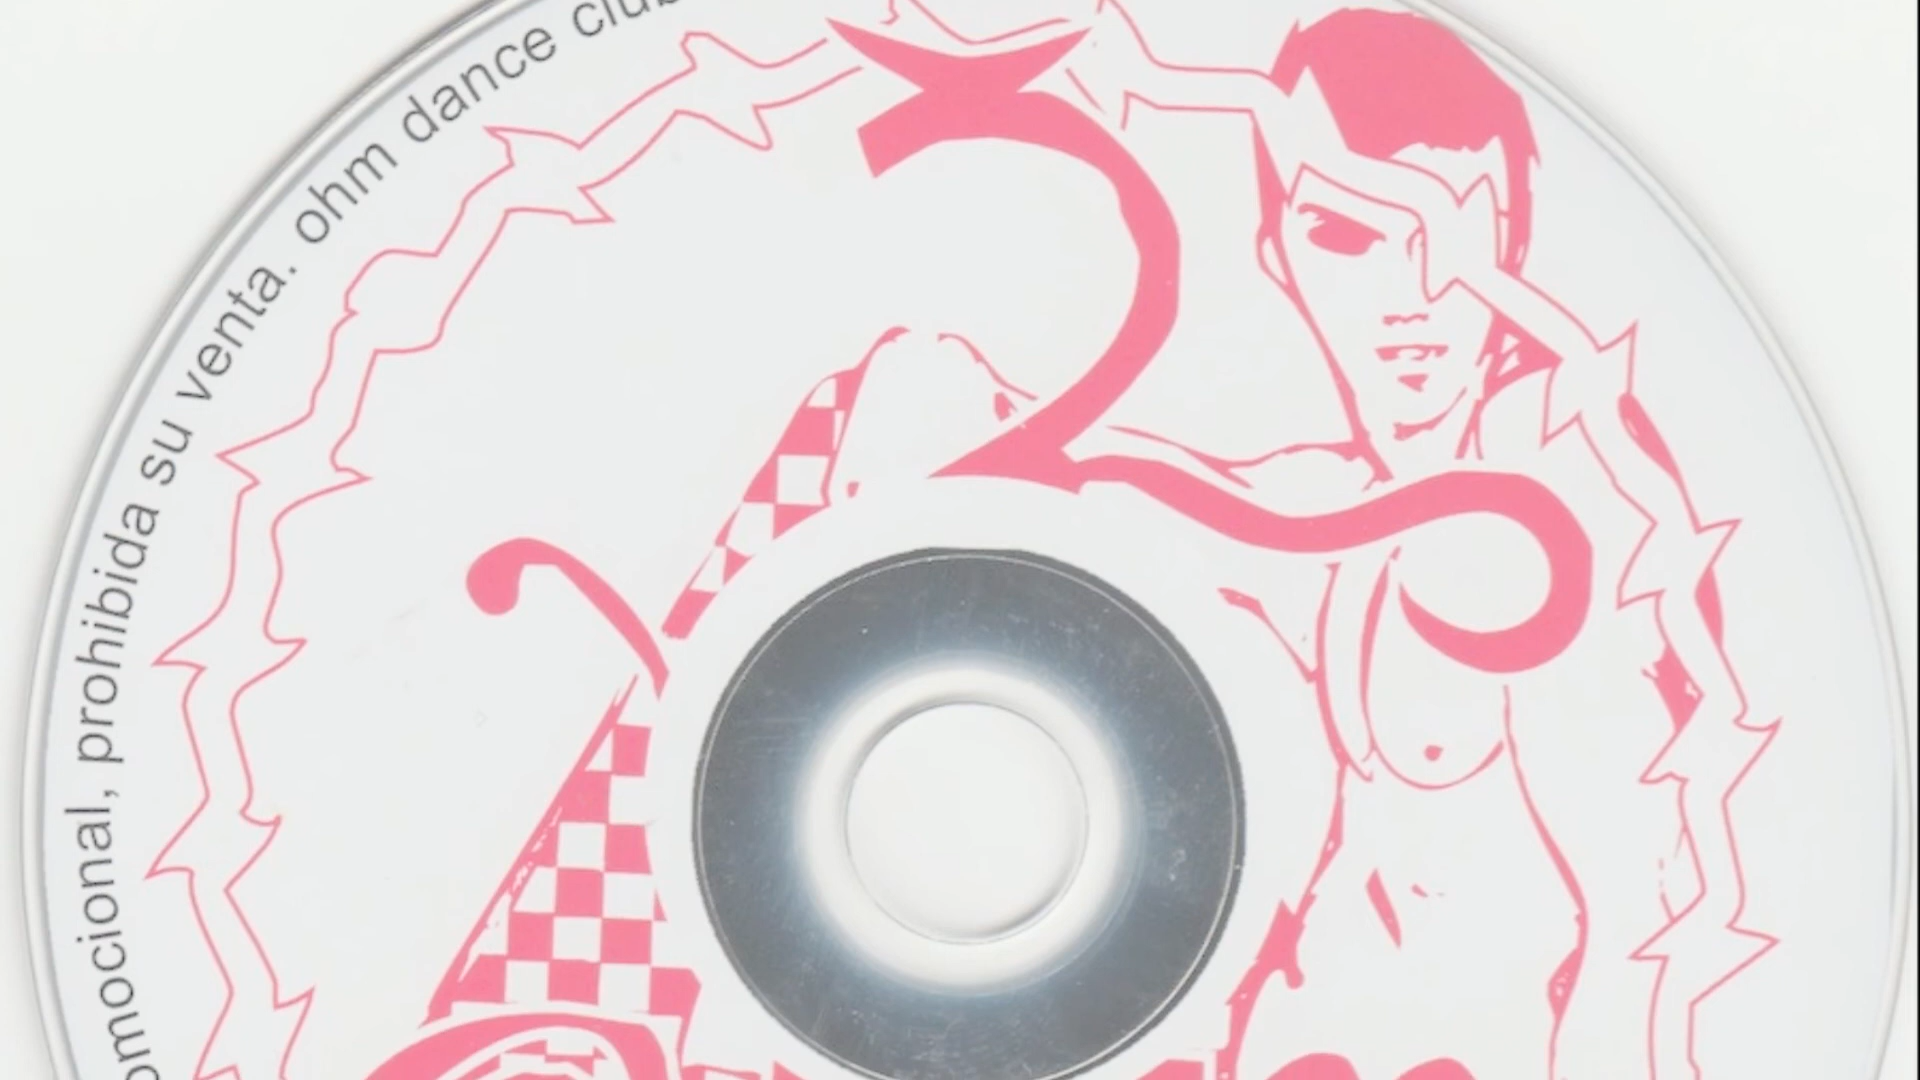 omocional, prohibida su venta. ohm dance club